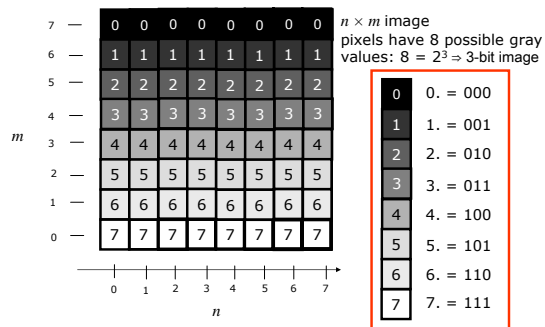 n × m image
pixels have 8 possible gray
values: 8 = 2³ ⇒ 3-bit image
7 0 0 0 0 0 0 0 0
6 1 1 1 1 1 1 1 1
5 2 2 2 2 2 2 2 2
4 3 3 3 3 3 3 3 3
m
3 4 4 4 4 4 4 4 4
2 5 5 5 5 5 5 5 5
1 6 6 6 6 6 6 6 6
0 7 7 7 7 7 7 7 7
0 1 2 3 4 5 6 7
n
0 0. = 000
1 1. = 001
2 2. = 010
3 3. = 011
4 4. = 100
5 5. = 101
6 6. = 110
7 7. = 111